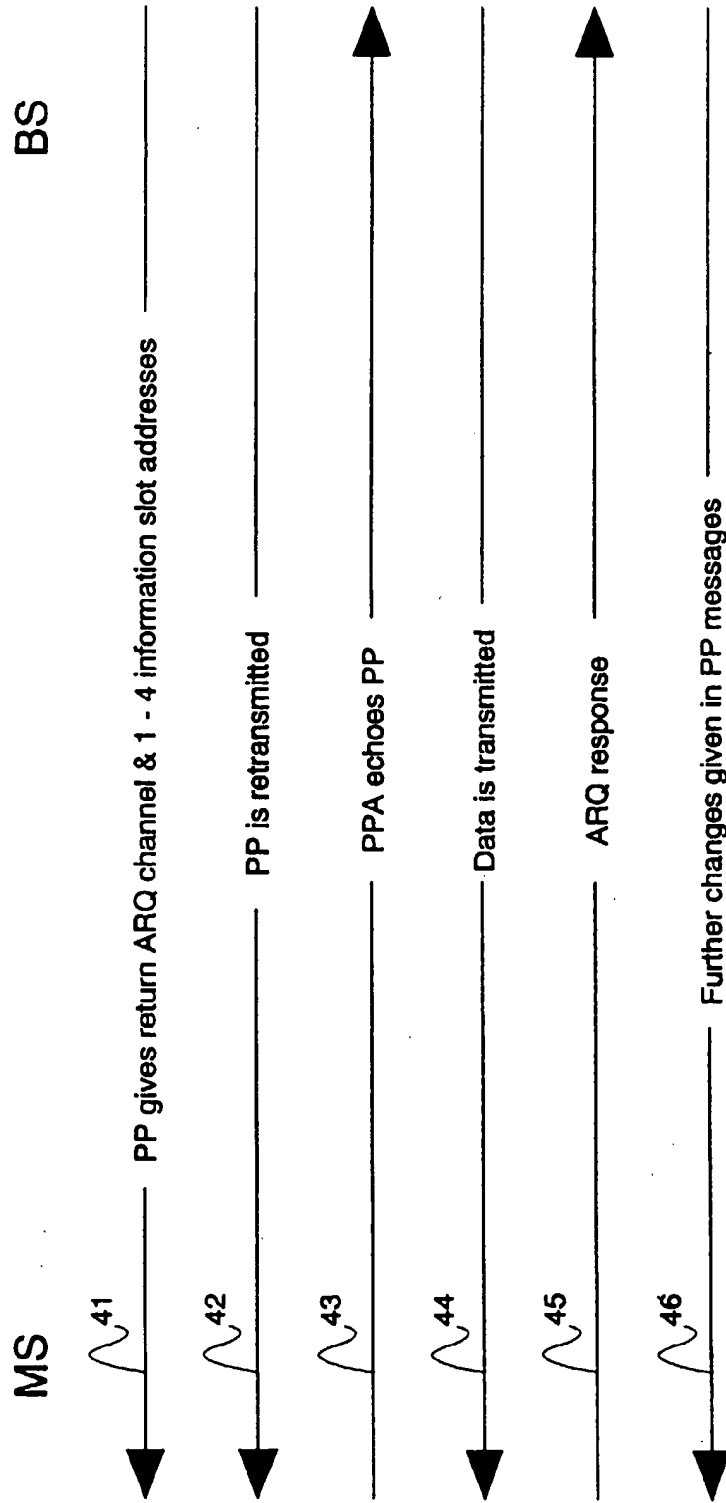 MS BS
41 PP gives return ARQ channel & 1 - 4 information slot addresses
42 PP is retransmitted
43 PPA echoes PP
44 Data is transmitted
45 ARQ response
46 Further changes given in PP messages